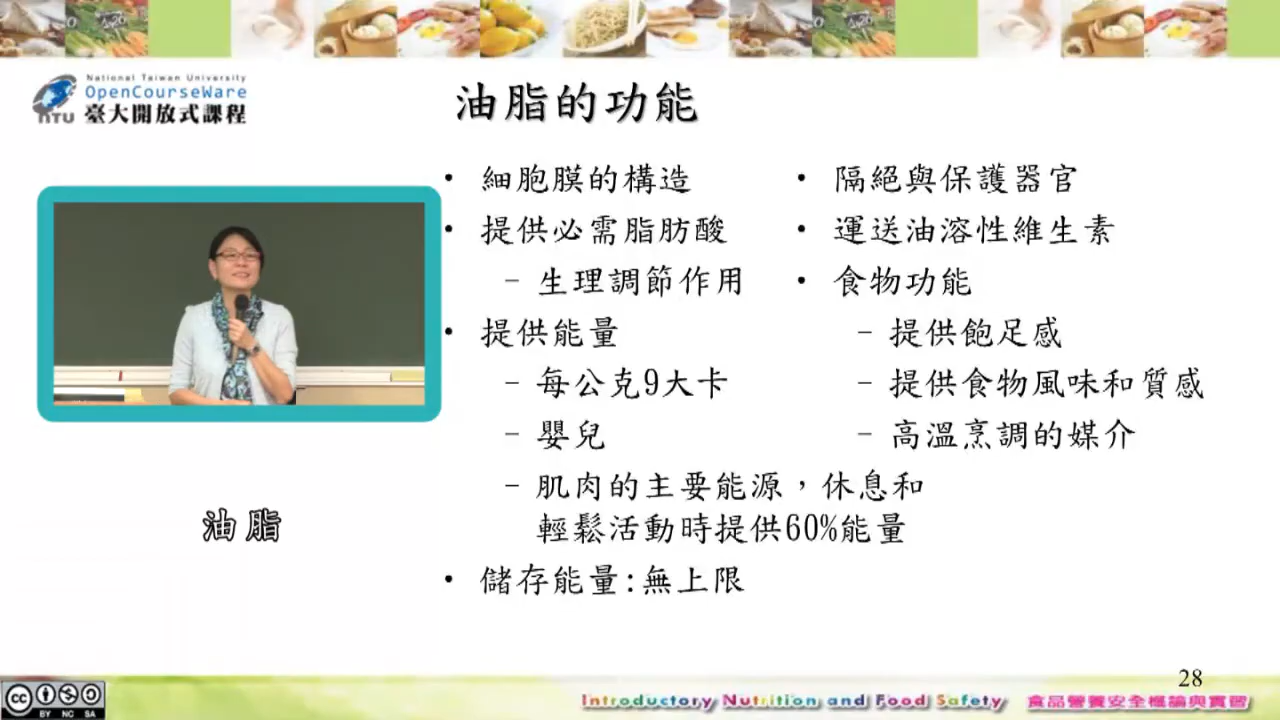 National Taiwan University
OpenCourseWare
NTU 臺大開放式課程
油脂的功能
• 細胞膜的構造
• 提供必需脂肪酸
– 生理調節作用
• 提供能量
– 每公克9大卡
– 嬰兒
– 肌肉的主要能源，休息和
輕鬆活動時提供60%能量
• 儲存能量:無上限
• 隔絕與保護器官
• 運送油溶性維生素
• 食物功能
– 提供飽足感
– 提供食物風味和質感
– 高溫烹調的媒介
油脂
28
cc BY NC SA
Introductory Nutrition and Food Safety 食品營養安全概論與實習